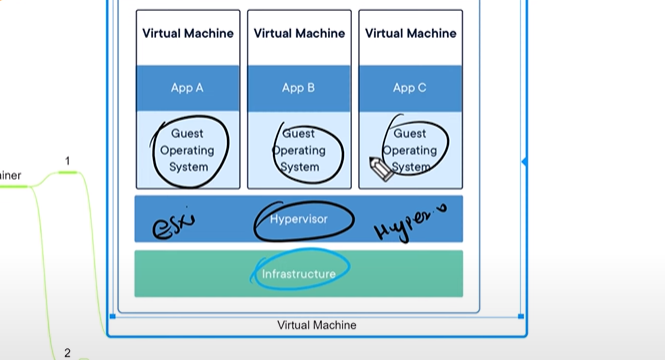 Virtual Machine Virtual Machine Virtual Machine
App A App B App C
Guest Operating System
Guest Operating System
Guest Operating System
iner
1
esxi Hypervisor Hyper v
Infrastructure
Virtual Machine
2